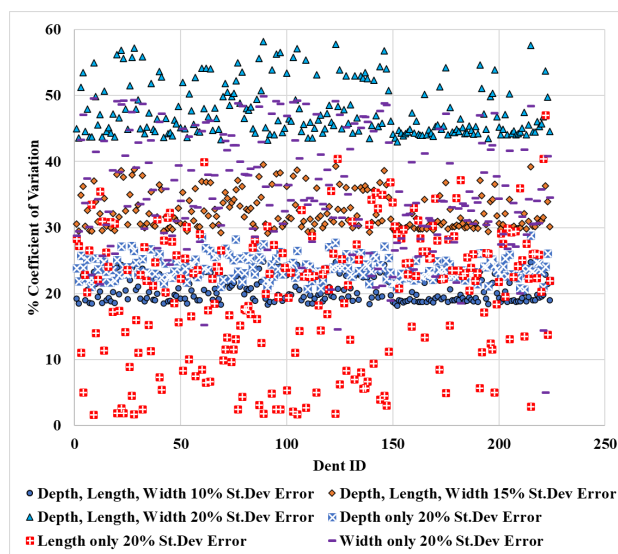 60
50
40
30
20
10
0
% Coefficient of Variation
0 50 100 150 200 250
Dent ID
Depth, Length, Width 10% St.Dev Error Depth, Length, Width 15% St.Dev Error
Depth, Length, Width 20% St.Dev Error Depth only 20% St.Dev Error
Length only 20% St.Dev Error Width only 20% St.Dev Error